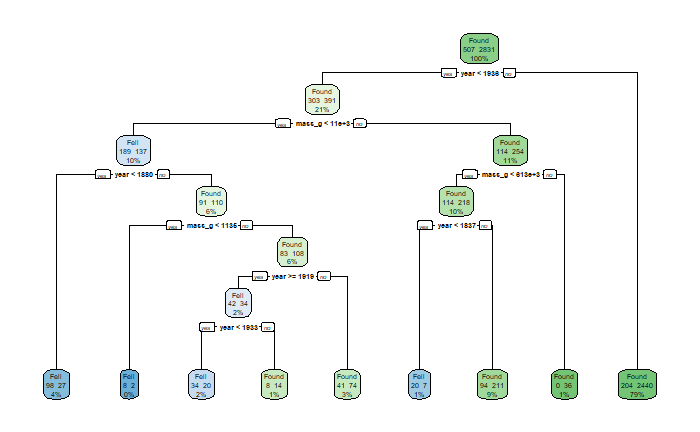 Found
507 2831
100%
yes year < 1936 no
Found
303 391
21%
yes mass_g < 11e+3 no
Fell
189 137
10%
Found
114 254
11%
yes year < 1880 no
yes mass_g < 613e+3 no
Found
91 110
6%
Found
114 218
10%
yes mass_g < 1135 no
yes year < 1837 no
Found
83 108
6%
yes year >= 1919 no
Fell
42 34
2%
yes year < 1933 no
Fell
98 27
4%
Fell
8 2
0%
Fell
34 20
2%
Found
8 14
1%
Found
41 74
3%
Fell
20 7
1%
Found
94 211
9%
Found
0 36
1%
Found
204 2440
79%